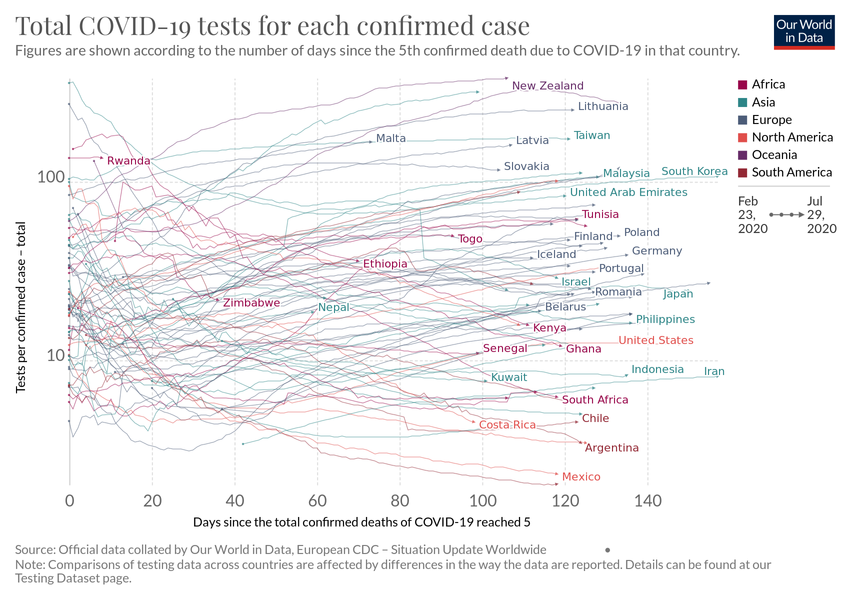 Total COVID-19 tests for each confirmed case
Figures are shown according to the number of days since the 5th confirmed death due to COVID-19 in that country.
Our World
in Data
New Zealand
Lithuania
Taiwan
Malta
Latvia
Rwanda
Slovakia
Malaysia
South Korea
United Arab Emirates
Tunisia
Togo
Finland
Poland
Iceland
Germany
Ethiopia
Portugal
Israel
Romania
Japan
Zimbabwe
Nepal
Belarus
Philippines
Kenya
United States
Senegal
Ghana
Kuwait
Indonesia
Iran
South Africa
Costa Rica
Chile
Argentina
Mexico
Africa
Asia
Europe
North America
Oceania
South America
Feb
23,
2020
Jul
29,
2020
Tests per confirmed case – total
100
10
0 20 40 60 80 100 120 140
Days since the total confirmed deaths of COVID-19 reached 5
Source: Official data collated by Our World in Data, European CDC – Situation Update Worldwide
Note: Comparisons of testing data across countries are affected by differences in the way the data are reported. Details can be found at our
Testing Dataset page.